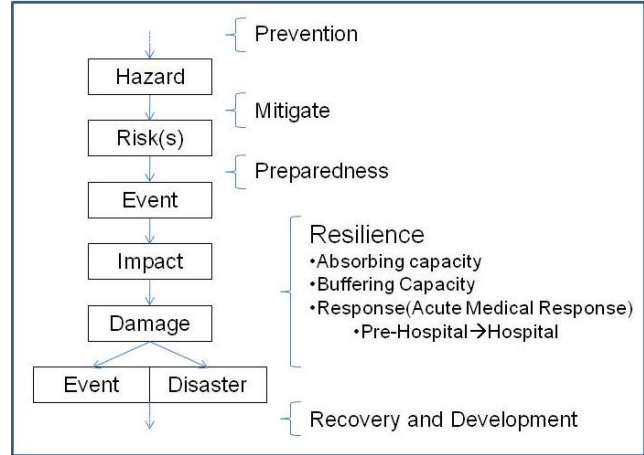 Prevention
Hazard
Mitigate
Risk(s)
Preparedness
Event
Resilience
•Absorbing capacity
•Buffering Capacity
•Response(Acute Medical Response)
•Pre-Hospital→Hospital
Impact
Damage
Event Disaster
Recovery and Development